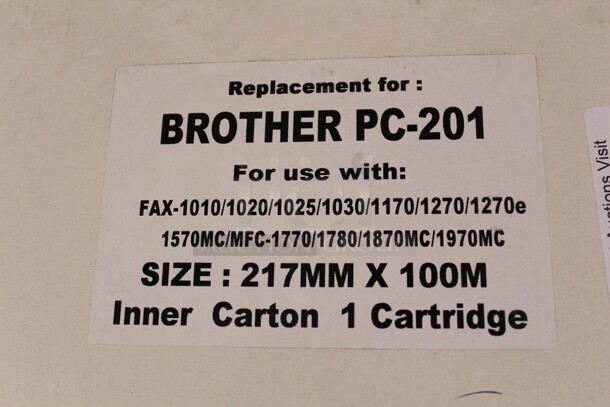 Replacement for :
BROTHER PC-201
For use with:
FAX-1010/1020/1025/1030/1170/1270/1270e
1570MC/MFC-1770/1780/1870MC/1970MC
SIZE : 217MM X 100M
Inner Carton 1 Cartridge
Visit